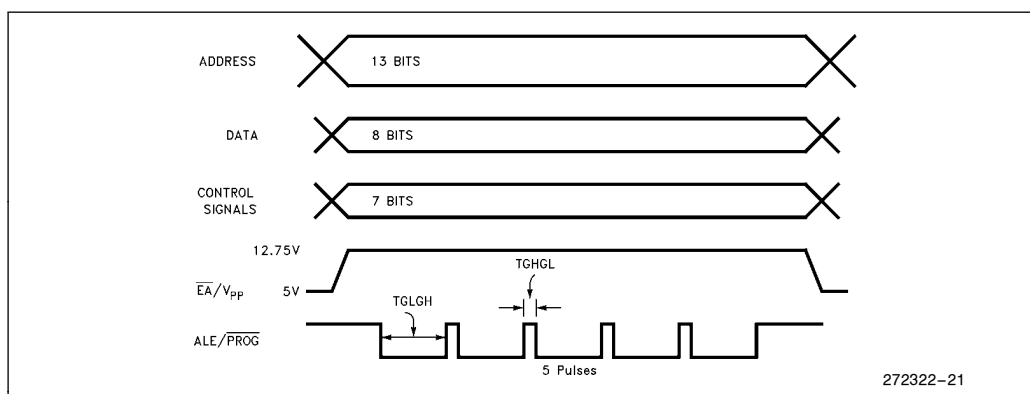 ADDRESS
13 BITS
DATA
8 BITS
CONTROL
SIGNALS
7 BITS
12.75V
TGHGL
EA/VPP
5V
TGLGH
ALE/PROG
5 Pulses
272322–21